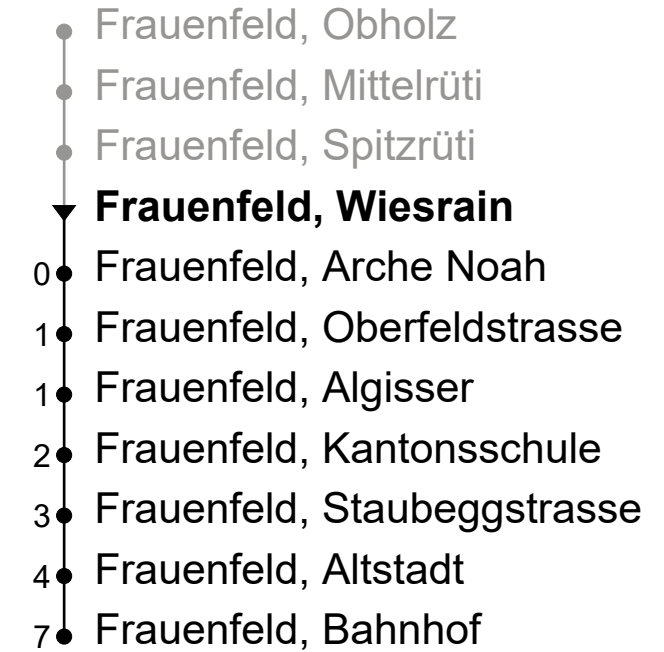 Frauenfeld, Obholz
Frauenfeld, Mittelrüti
Frauenfeld, Spitzrüti
Frauenfeld, Wiesrain
0 Frauenfeld, Arche Noah
1 Frauenfeld, Oberfeldstrasse
1 Frauenfeld, Algisser
2 Frauenfeld, Kantonsschule
3 Frauenfeld, Staubeggstrasse
4 Frauenfeld, Altstadt
7 Frauenfeld, Bahnhof